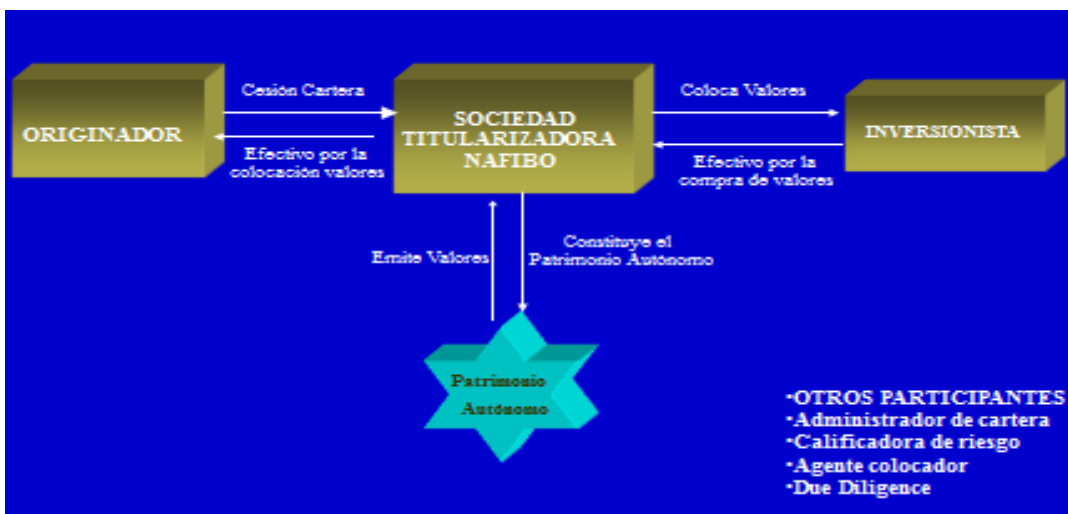 Cesión Cartera
Coloca Valores
ORIGINADOR
SOCIEDAD
TITULARIZADORA
NAFIBO
INVERSIONISTA
Efectivo por la
colocación valores
Efectivo por la
compra de valores
Emite Valores
Constituye el
Patrimonio Autónomo
Patrimonio
Autónomo
•OTROS PARTICIPANTES
•Administrador de cartera
•Calificadora de riesgo
•Agente colocador
•Due Diligence